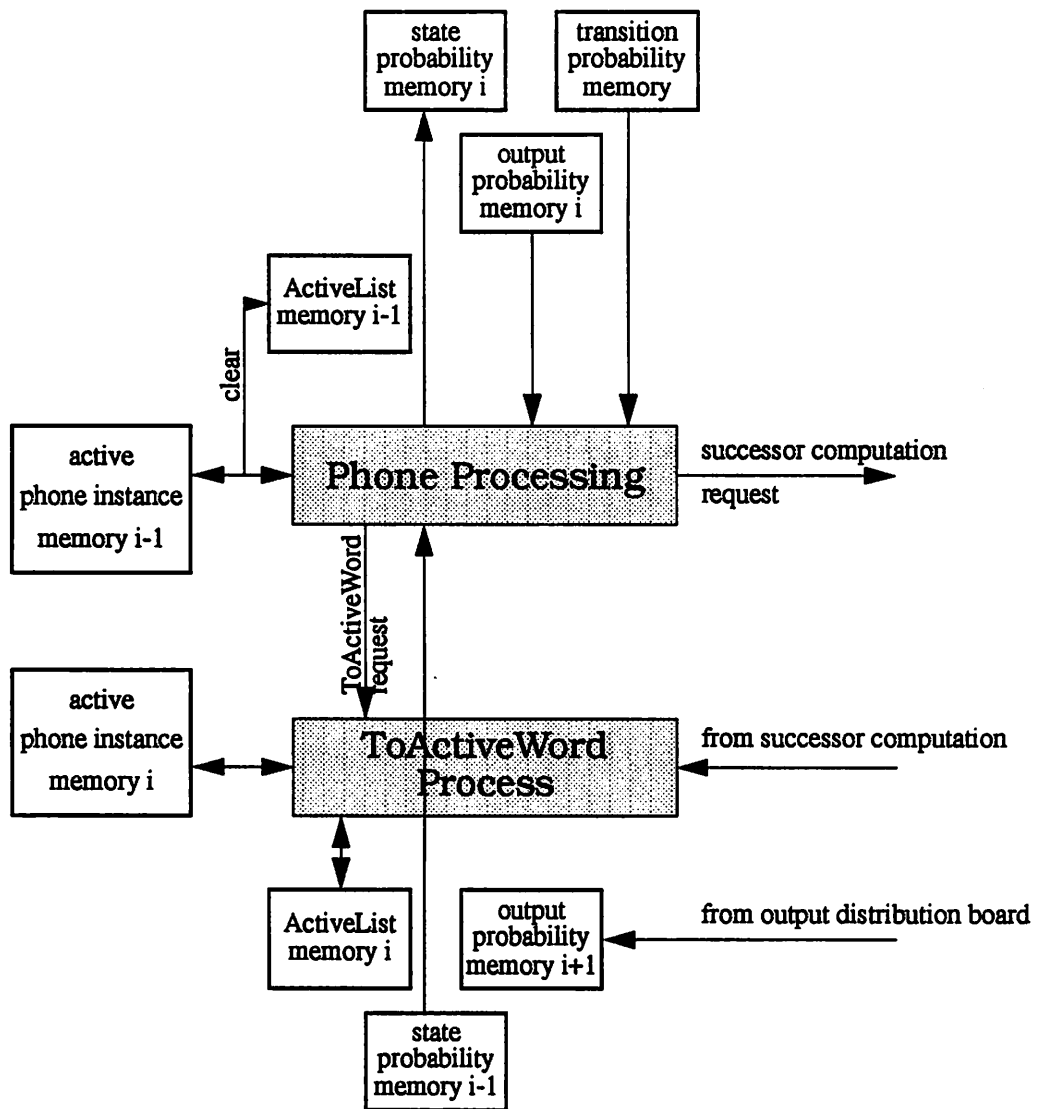 state
probability
memory i
transition
probability
memory
output
probability
memory i
ActiveList
memory i-1
clear
active
phone instance
memory i-1
Phone Processing
successor computation
request
ToActiveWord
request
active
phone instance
memory i
ToActiveWord
Process
from successor computation
ActiveList
memory i
output
probability
memory i+1
from output distribution board
state
probability
memory i-1